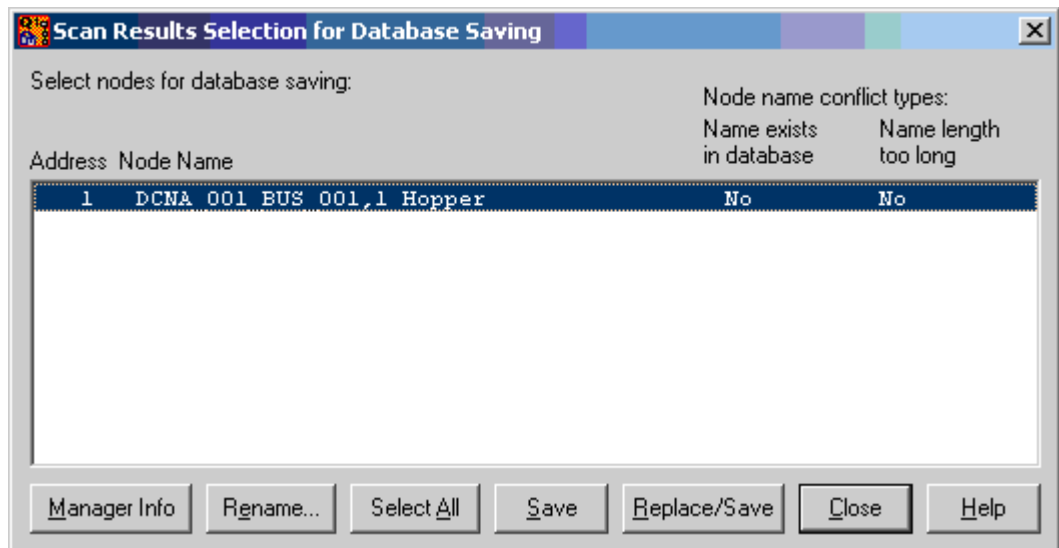 Scan Results Selection for Database Saving
Select nodes for database saving:
Node name conflict types:
Name exists in database
Name length too long
Address Node Name
1 DCNA 001 BUS 001,1 Hopper No No
Manager Info Rename... Select All Save Replace/Save Close Help